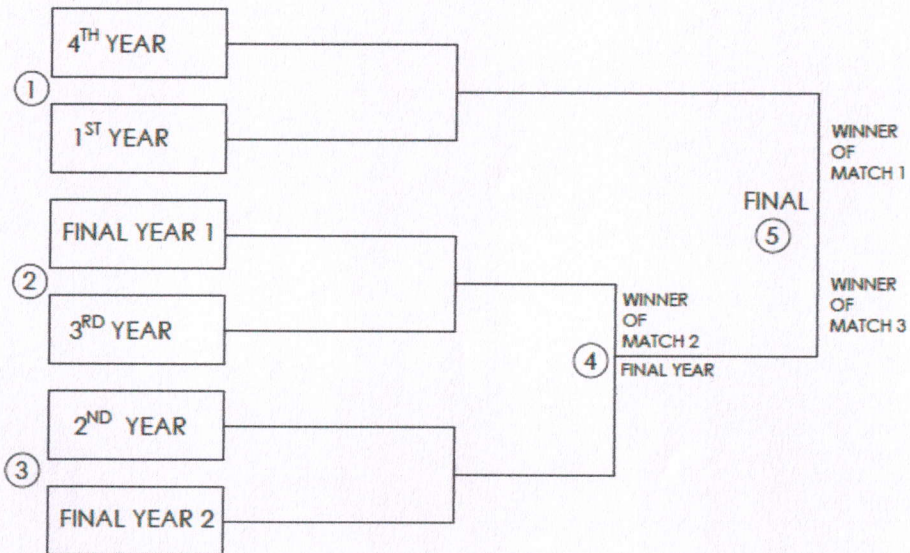 4TH YEAR
1
1ST YEAR
FINAL YEAR 1
2
3RD YEAR
2ND YEAR
3
FINAL YEAR 2
WINNER
OF
MATCH 2
4
FINAL YEAR
WINNER
OF
MATCH 1
FINAL
5
WINNER
OF
MATCH 3